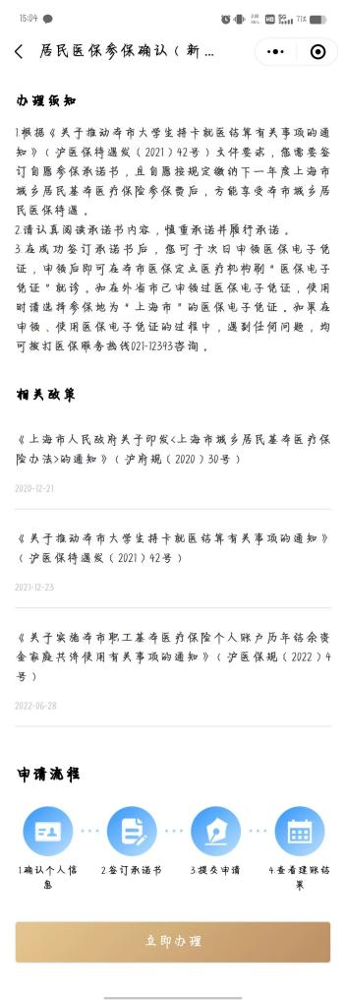 15:04
HD
5G
71%
居民医保参保确认（新...
办理须知
1.根据《关于推动本市大学生持卡就医结算有关事项的通
知》（沪医保待遇发（2021）42号）文件要求，您需要签
订自愿参保承诺书，且自愿按规定缴纳下一年度上海市
城乡居民基本医疗保险参保费后，方能享受本市城乡居
民医保待遇。
2.请认真阅读承诺书内容，慎重承诺并履行承诺。
3.在成功签订承诺书后，您可于次日申领医保电子凭
证，申领后即可在本市医保定点医疗机构刷“医保电子
凭证”就诊。如在外省市已申领过医保电子凭证，使用
时请选择参保地为“上海市”的医保电子凭证。如果在
申领、使用医保电子凭证的过程中，遇到任何问题，均
可拨打医保服务热线021-12393咨询。
相关政策
《上海市人民政府关于印发<上海市城乡居民基本医疗保
险办法>的通知》（沪府规（2020）30号）
2020-12-21
《关于推动本市大学生持卡就医结算有关事项的通知》
（沪医保待遇发（2021）42号）
2021-12-23
《关于实施本市职工基本医疗保险个人账户历年结余资
金家庭共济使用有关事项的通知》（沪医保规（2022）4
号）
2022-06-28
申请流程
1.确认个人信
息
2.签订承诺书
3.提交申请
4.查看建账结
果
立即办理